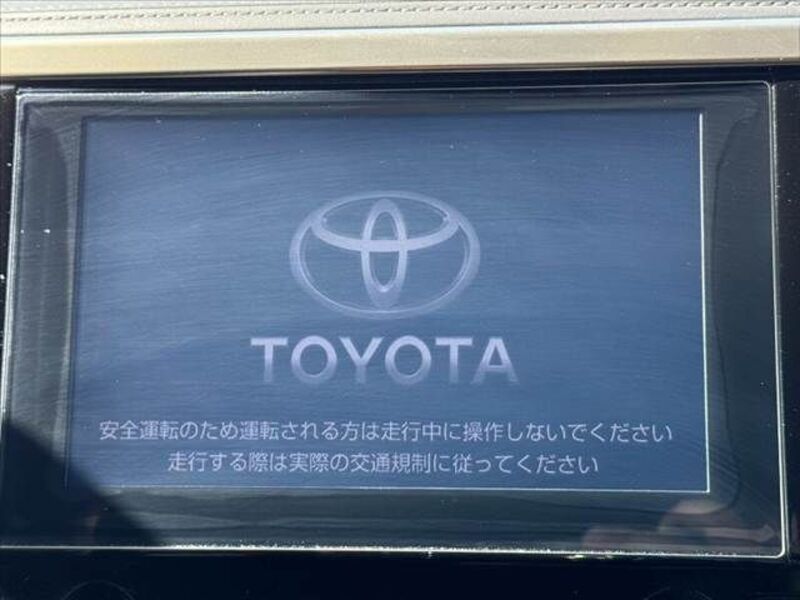 TOYOTA
安全運転のため運転される方は走行中に操作しないでください
走行する際は実際の交通規制に従ってください